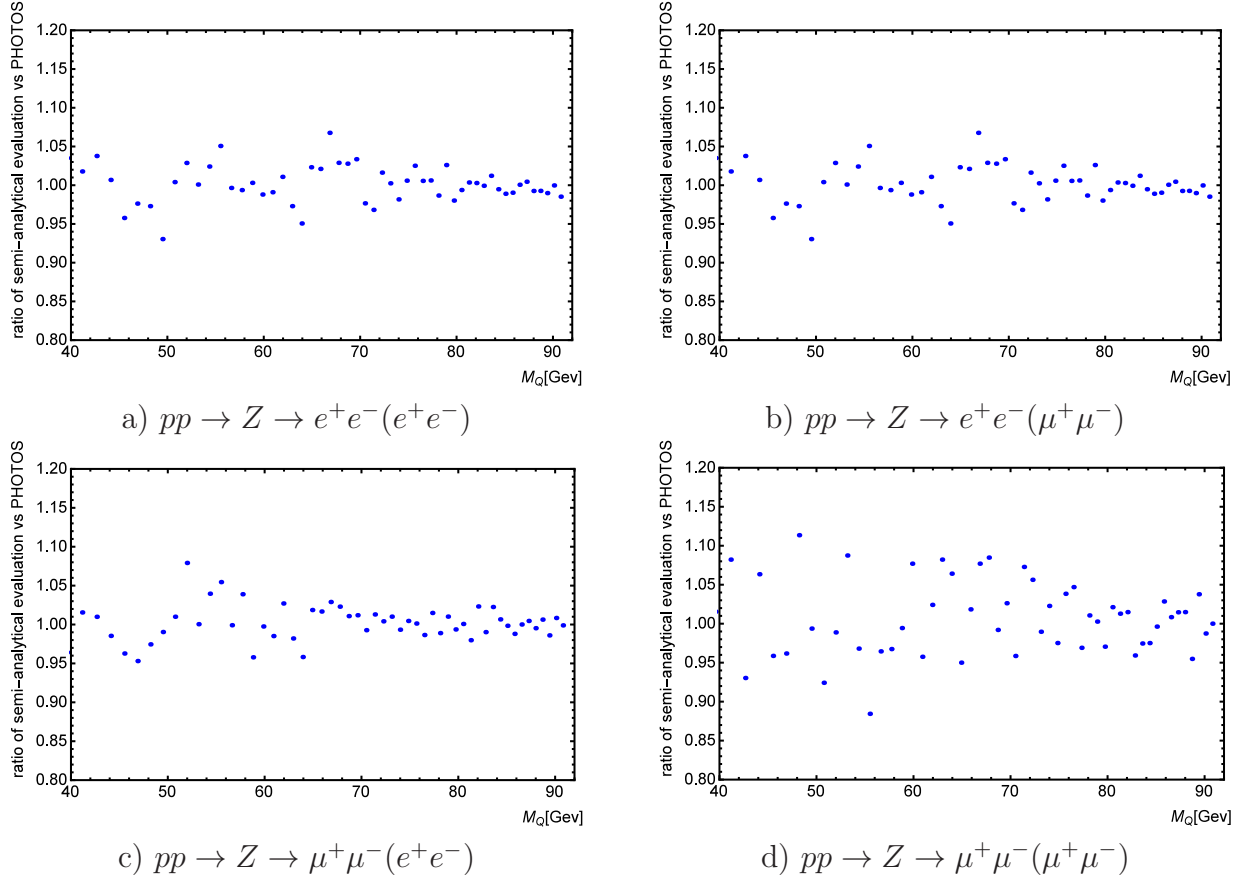 ratio of semi-analytical evaluation vs PHOTOS
1.20
1.15
1.10
1.05
1.00
0.95
0.90
0.85
0.80
40 50 60 70 80 90
M_Q[Gev]
a) pp → Z → e⁺e⁻(e⁺e⁻)
ratio of semi-analytical evaluation vs PHOTOS
1.20
1.15
1.10
1.05
1.00
0.95
0.90
0.85
0.80
40 50 60 70 80 90
M_Q[Gev]
b) pp → Z → e⁺e⁻(μ⁺μ⁻)
ratio of semi-analytical evaluation vs PHOTOS
1.20
1.15
1.10
1.05
1.00
0.95
0.90
0.85
0.80
40 50 60 70 80 90
M_Q[Gev]
c) pp → Z → μ⁺μ⁻(e⁺e⁻)
ratio of semi-analytical evaluation vs PHOTOS
1.20
1.15
1.10
1.05
1.00
0.95
0.90
0.85
0.80
40 50 60 70 80 90
M_Q[Gev]
d) pp → Z → μ⁺μ⁻(μ⁺μ⁻)